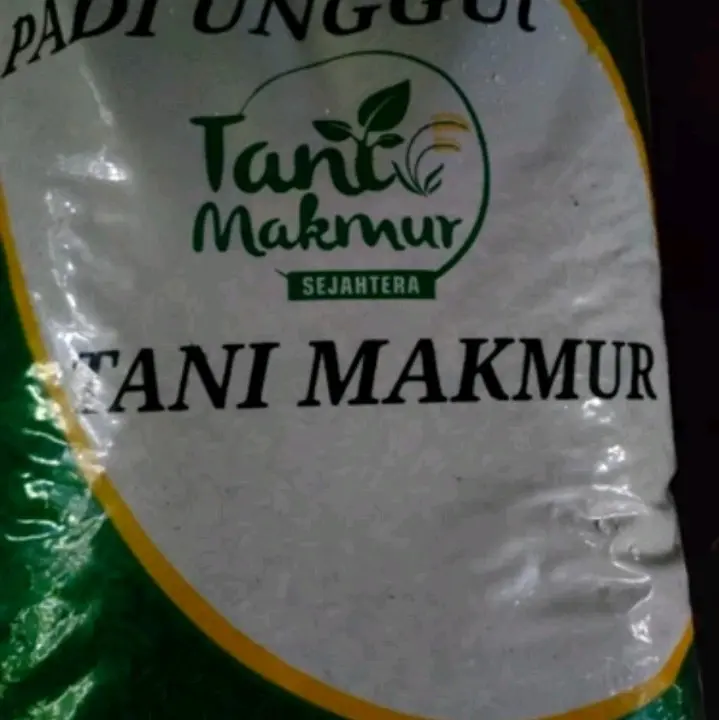 PADI UNGGUL
Tani
Makmur
SEJAHTERA
TANI MAKMUR